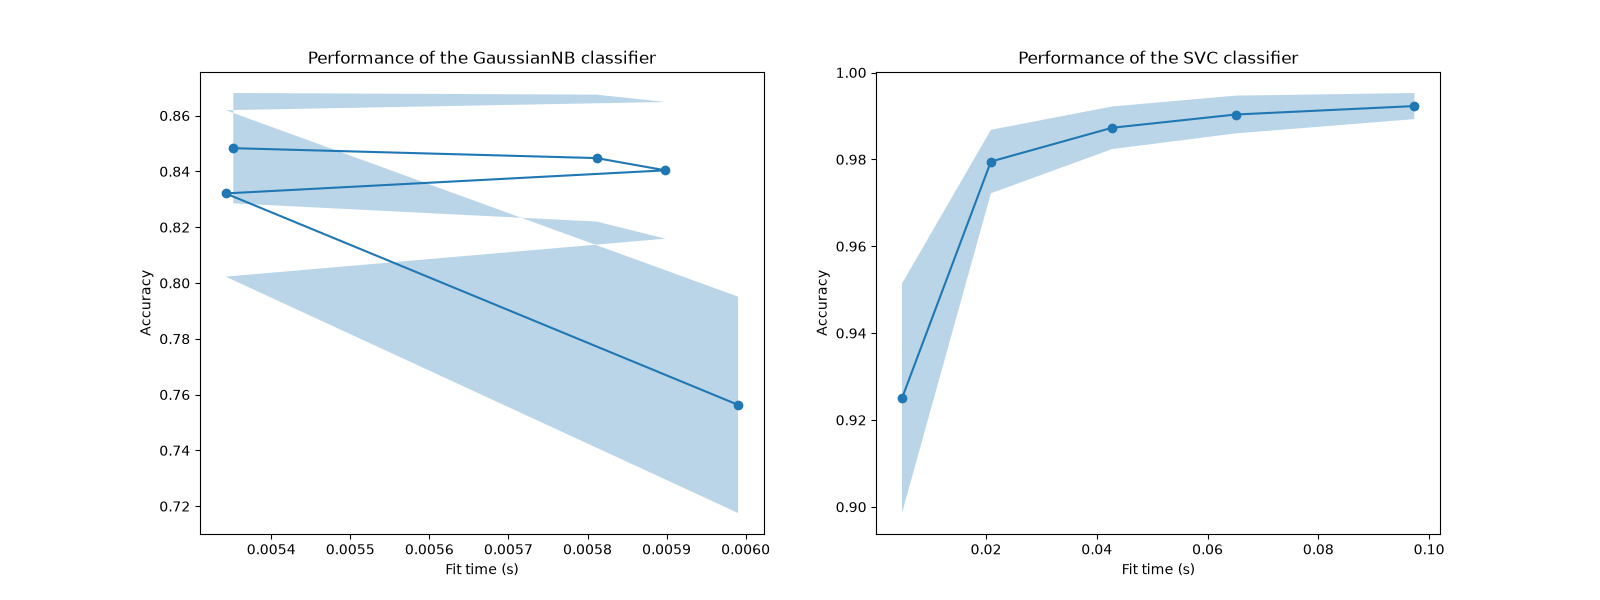 Performance of the GaussianNB classifier
Accuracy
0.86
0.84
0.82
0.80
0.78
0.76
0.74
0.72
0.0054 0.0055 0.0056 0.0057 0.0058 0.0059 0.0060
Fit time (s)
Performance of the SVC classifier
Accuracy
1.00
0.98
0.96
0.94
0.92
0.90
0.02 0.04 0.06 0.08 0.10
Fit time (s)